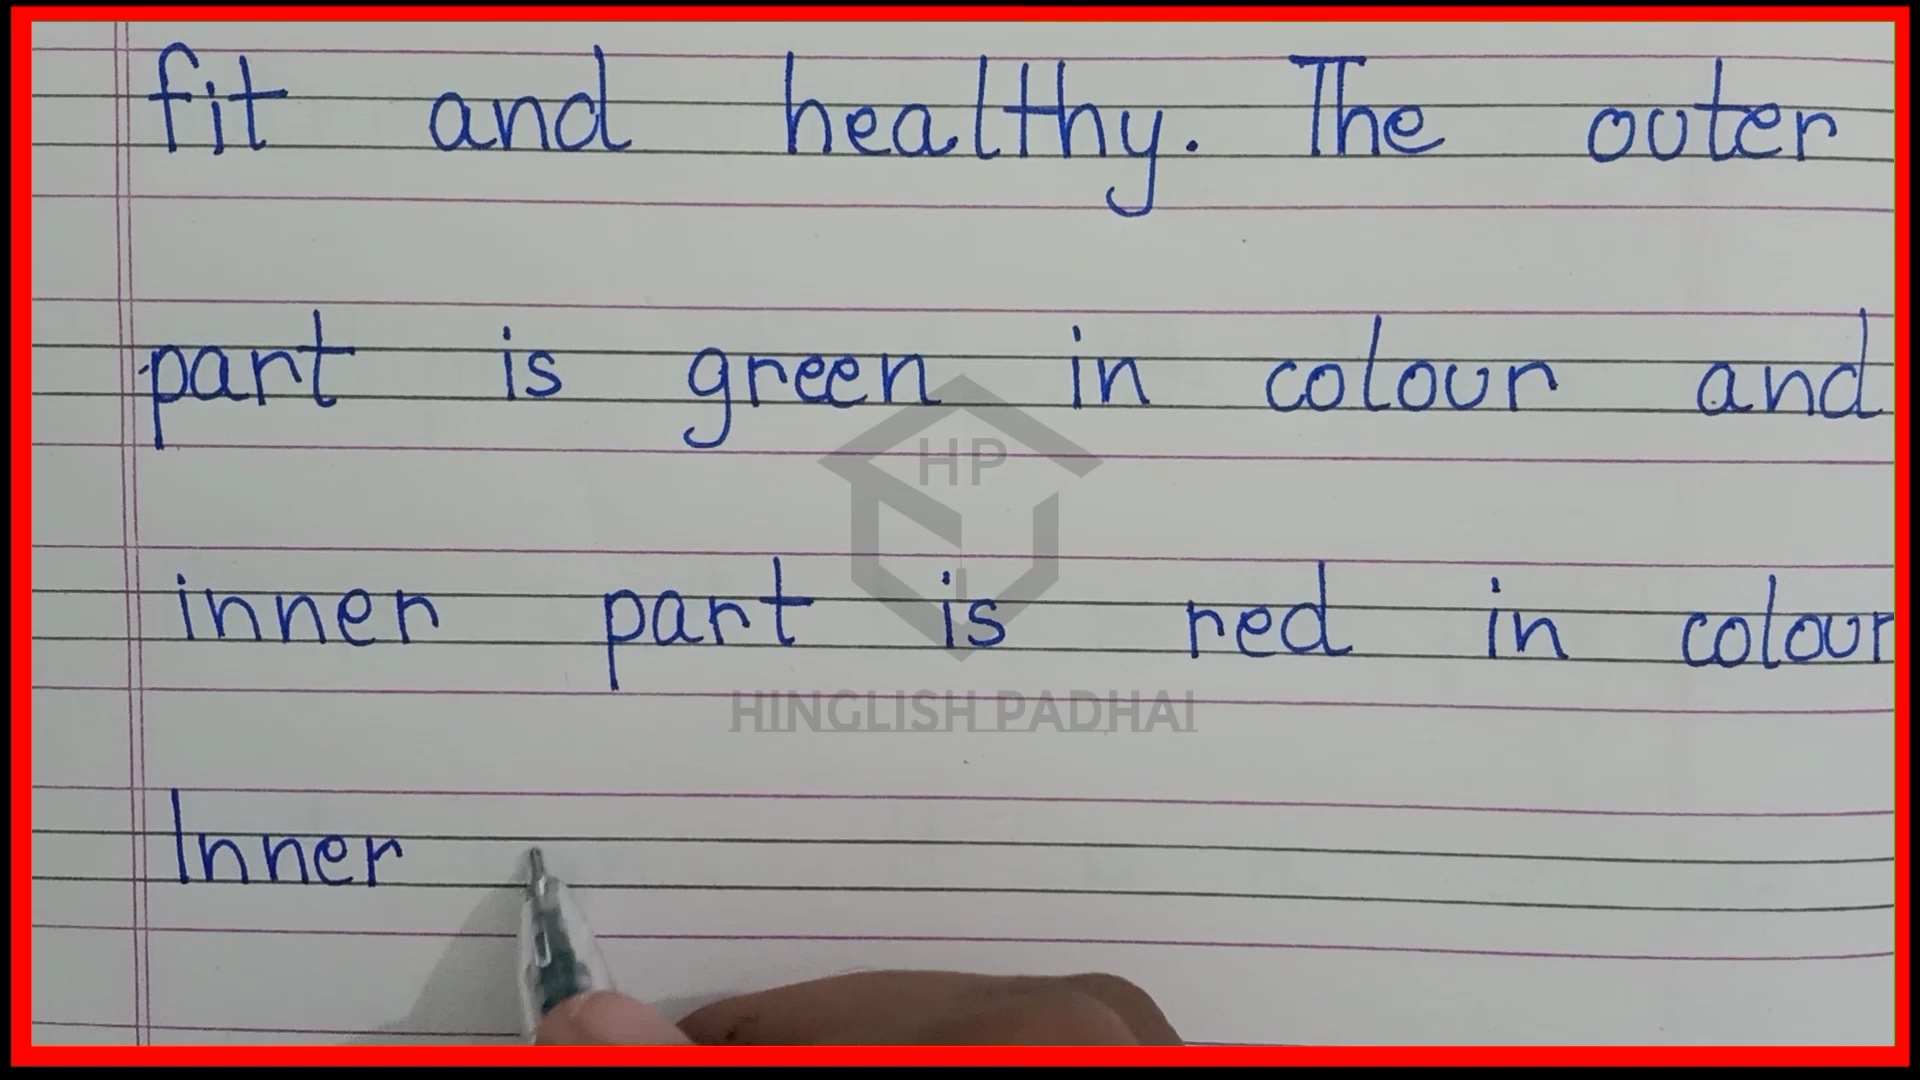 fit and healthy. The outer
part is green in colour and
HP
inner part is red in colour
HINGLISH PADHAI
Inner